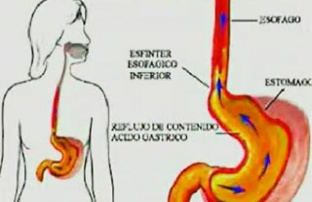 ESOFAGO
ESFINTER
ESOFAGICO
INFERIOR
ESTOMAGO
REFLUJO DE CONTENIDO
ACIDO GASTRICO